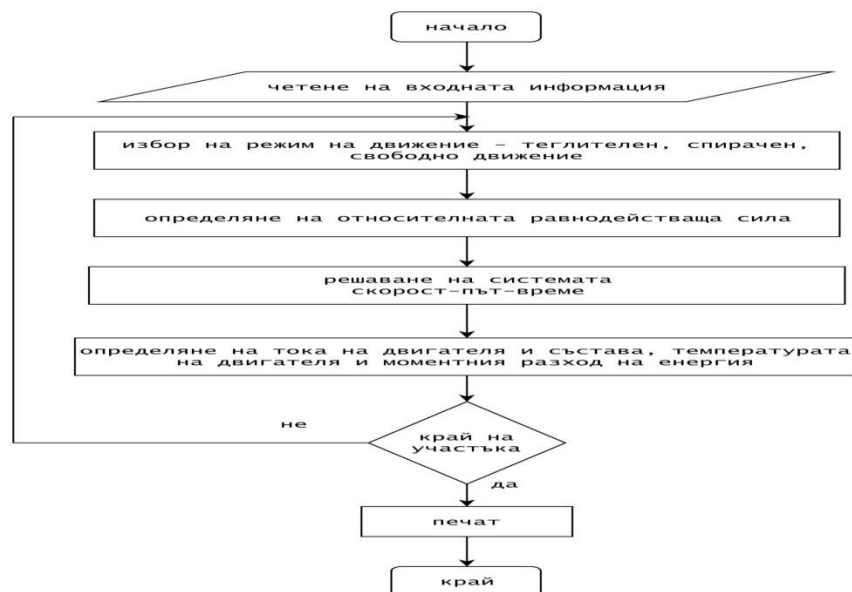 начало
четене на входната информация
избор на режим на движение – теглителен, спирачен,
свободно движение
определяне на относителната равнодействаща сила
решаване на системата
скорост-път-време
определяне на тока на двигателя и състава, температурата
на двигателя и моментния разход на енергия
не
край на
участъка
да
печат
край